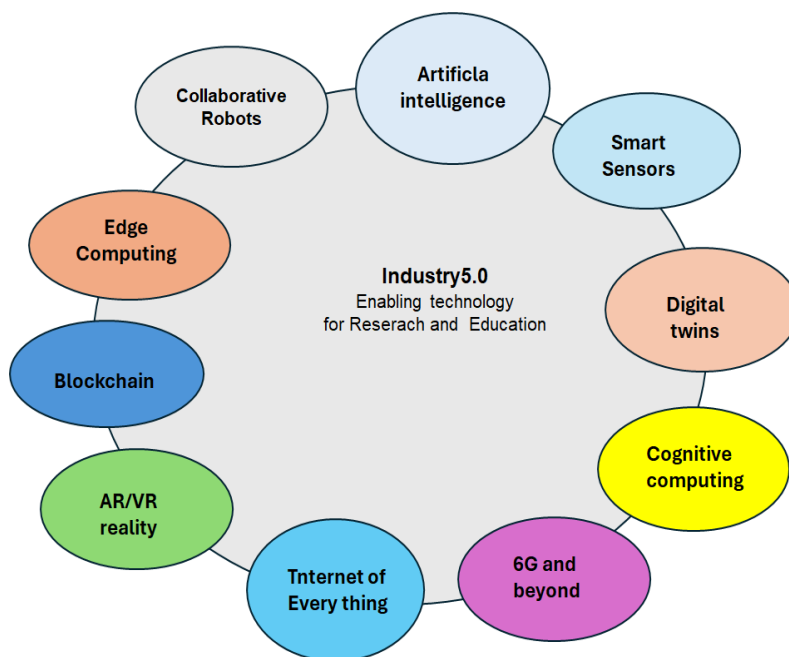 Artificla
intelligence
Collaborative
Robots
Smart
Sensors
Edge
Computing
Industry5.0
Enabling technology
for Reserach and Education
Digital
twins
Blockchain
Cognitive
computing
AR/VR
reality
Tnternet of
Every thing
6G and
beyond